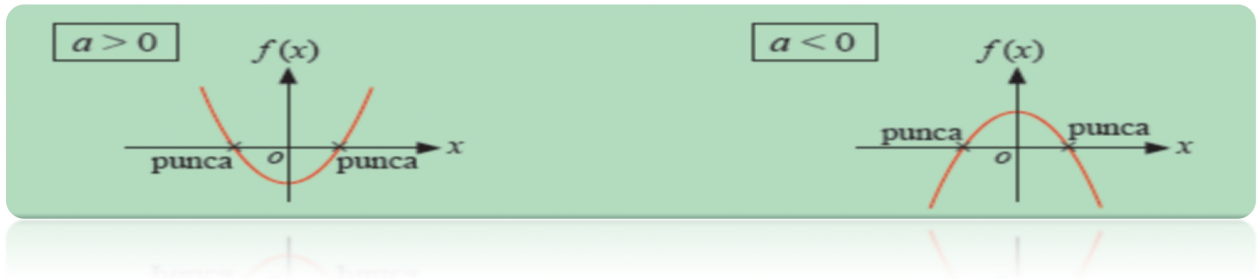 a > 0
f(x)
x
punca
o
punca
a < 0
f(x)
punca
punca
x
o